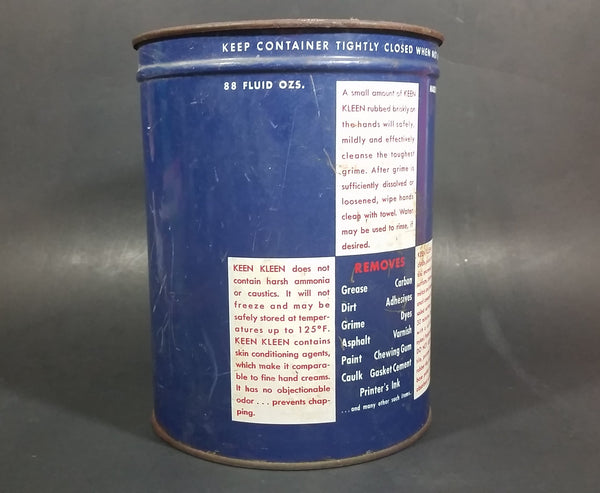 KEEP CONTAINER TIGHTLY CLOSED WHEN NOT
88 FLUID OZS.
A small amount of KEEN
KLEEN rubbed briskly on
the hands will safely,
mildly and effectively
cleanse the toughest
grime. After grime is
sufficiently dissolved or
loosened, wipe hands
clean with towel. Water
may be used to rinse, if
desired.
KEEN KLEEN does not
contain harsh ammonia
or caustics. It will not
freeze and may be
safely stored at temper-
atures up to 125°F.
KEEN KLEEN contains
skin conditioning agents,
which make it compara-
ble to fine hand creams.
It has no objectionable
odor . . . prevents chap-
ping.
REMOVES
Grease Carbon
Dirt Adhesives
Grime Dyes
Asphalt Varnish
Paint Chewing Gum
Caulk Gasket Cement
Printer's Ink
. . . and many other such items.